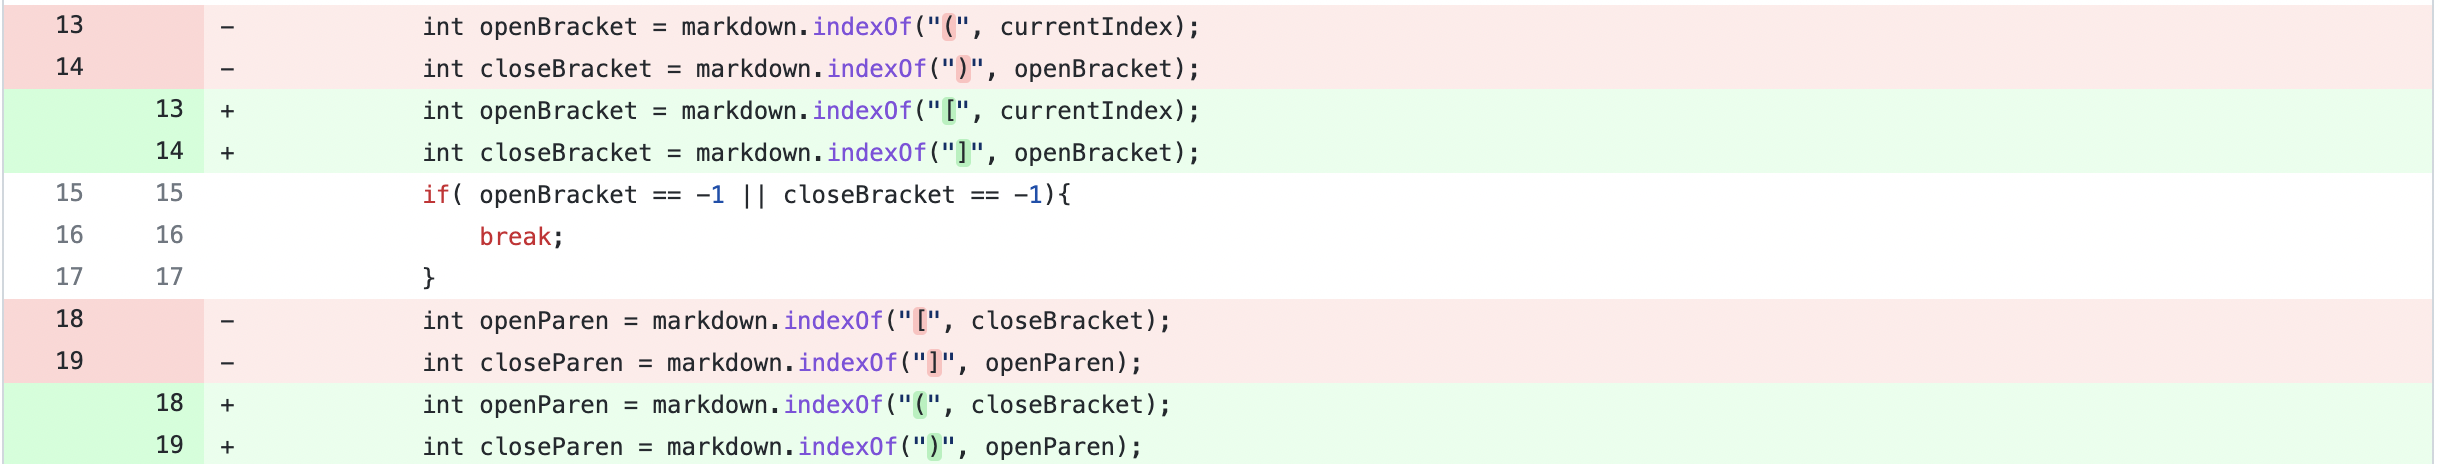 13 - int openBracket = markdown.indexOf("(", currentIndex);
14 - int closeBracket = markdown.indexOf(")", openBracket);
13 + int openBracket = markdown.indexOf("[", currentIndex);
14 + int closeBracket = markdown.indexOf("]", openBracket);
15 15 if( openBracket == -1 || closeBracket == -1){
16 16 break;
17 17 }
18 - int openParen = markdown.indexOf("[", closeBracket);
19 - int closeParen = markdown.indexOf("]", openParen);
18 + int openParen = markdown.indexOf("(", closeBracket);
19 + int closeParen = markdown.indexOf(")", openParen);